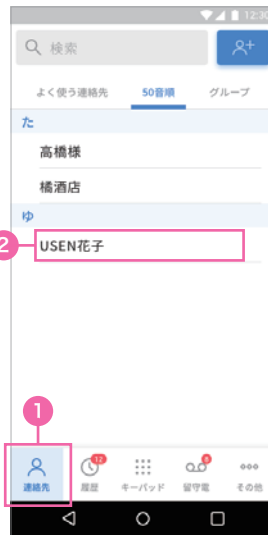 12:30
検索
よく使う連絡先 50音順 グループ
た
高橋様
橘酒店
ゆ
2 USEN花子
1
12 8
連絡先 履歴 キーパッド 留守電 その他